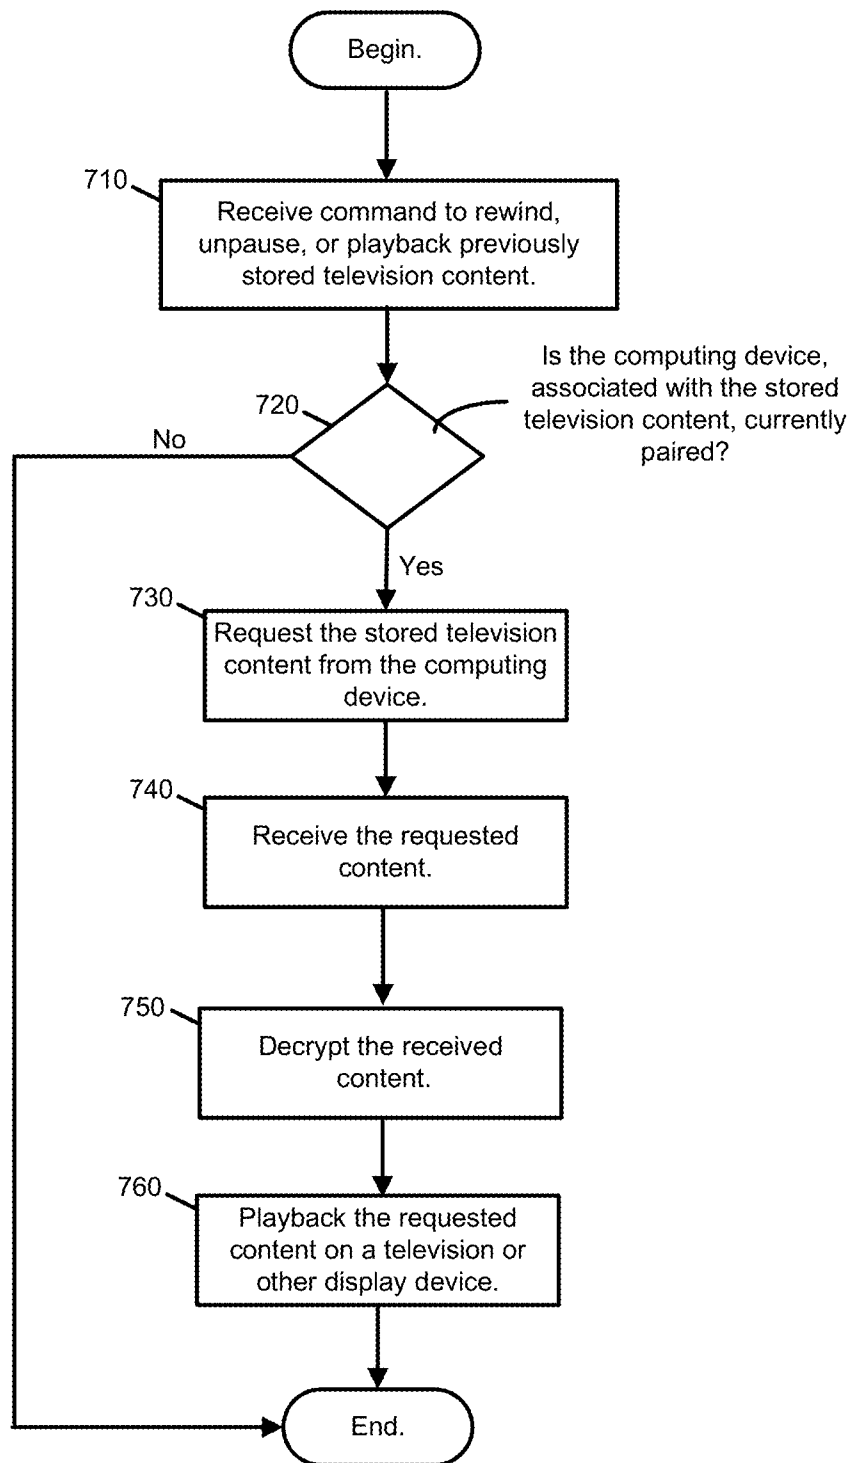 Begin.
710
Receive command to rewind,
unpause, or playback previously
stored television content.
Is the computing device,
associated with the stored
television content, currently
paired?
720
No
Yes
730
Request the stored television
content from the computing
device.
740
Receive the requested
content.
750
Decrypt the received
content.
760
Playback the requested
content on a television or
other display device.
End.